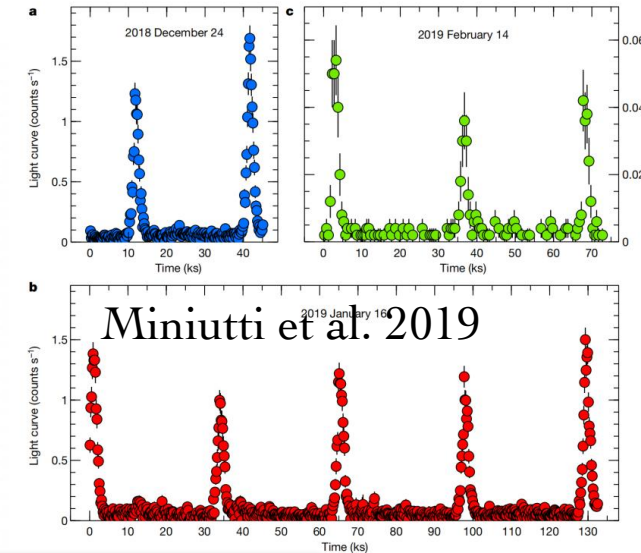 a
2018 December 24
Light curve (counts s⁻¹)
1.5
1
0.5
0
0 10 20 30 40
Time (ks)
c
2019 February 14
0.06
0.04
0.02
0
0 10 20 30 40 50 60 70
Time (ks)
b
2019 January 16
Miniutti et al. 2019
Light curve (counts s⁻¹)
1.5
1
0.5
0
0 10 20 30 40 50 60 70 80 90 100 110 120 130
Time (ks)